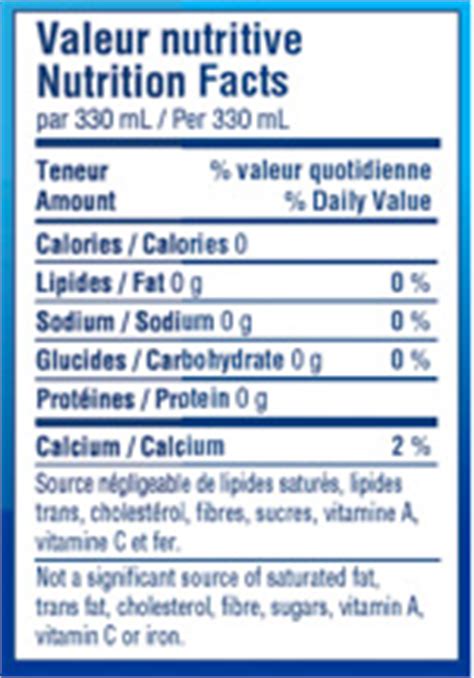 Valeur nutritive
Nutrition Facts
par 330 mL / Per 330 mL
Teneur % valeur quotidienne
Amount % Daily Value
Calories / Calories 0
Lipides / Fat 0 g 0 %
Sodium / Sodium 0 g 0 %
Glucides / Carbohydrate 0 g 0 %
Protéines / Protein 0 g
Calcium / Calcium 2 %
Source négligeable de lipides saturés, lipides
trans, cholestérol, fibres, sucres, vitamine A,
vitamine C et fer.
Not a significant source of saturated fat,
trans fat, cholesterol, fibre, sugars, vitamin A,
vitamin C or iron.